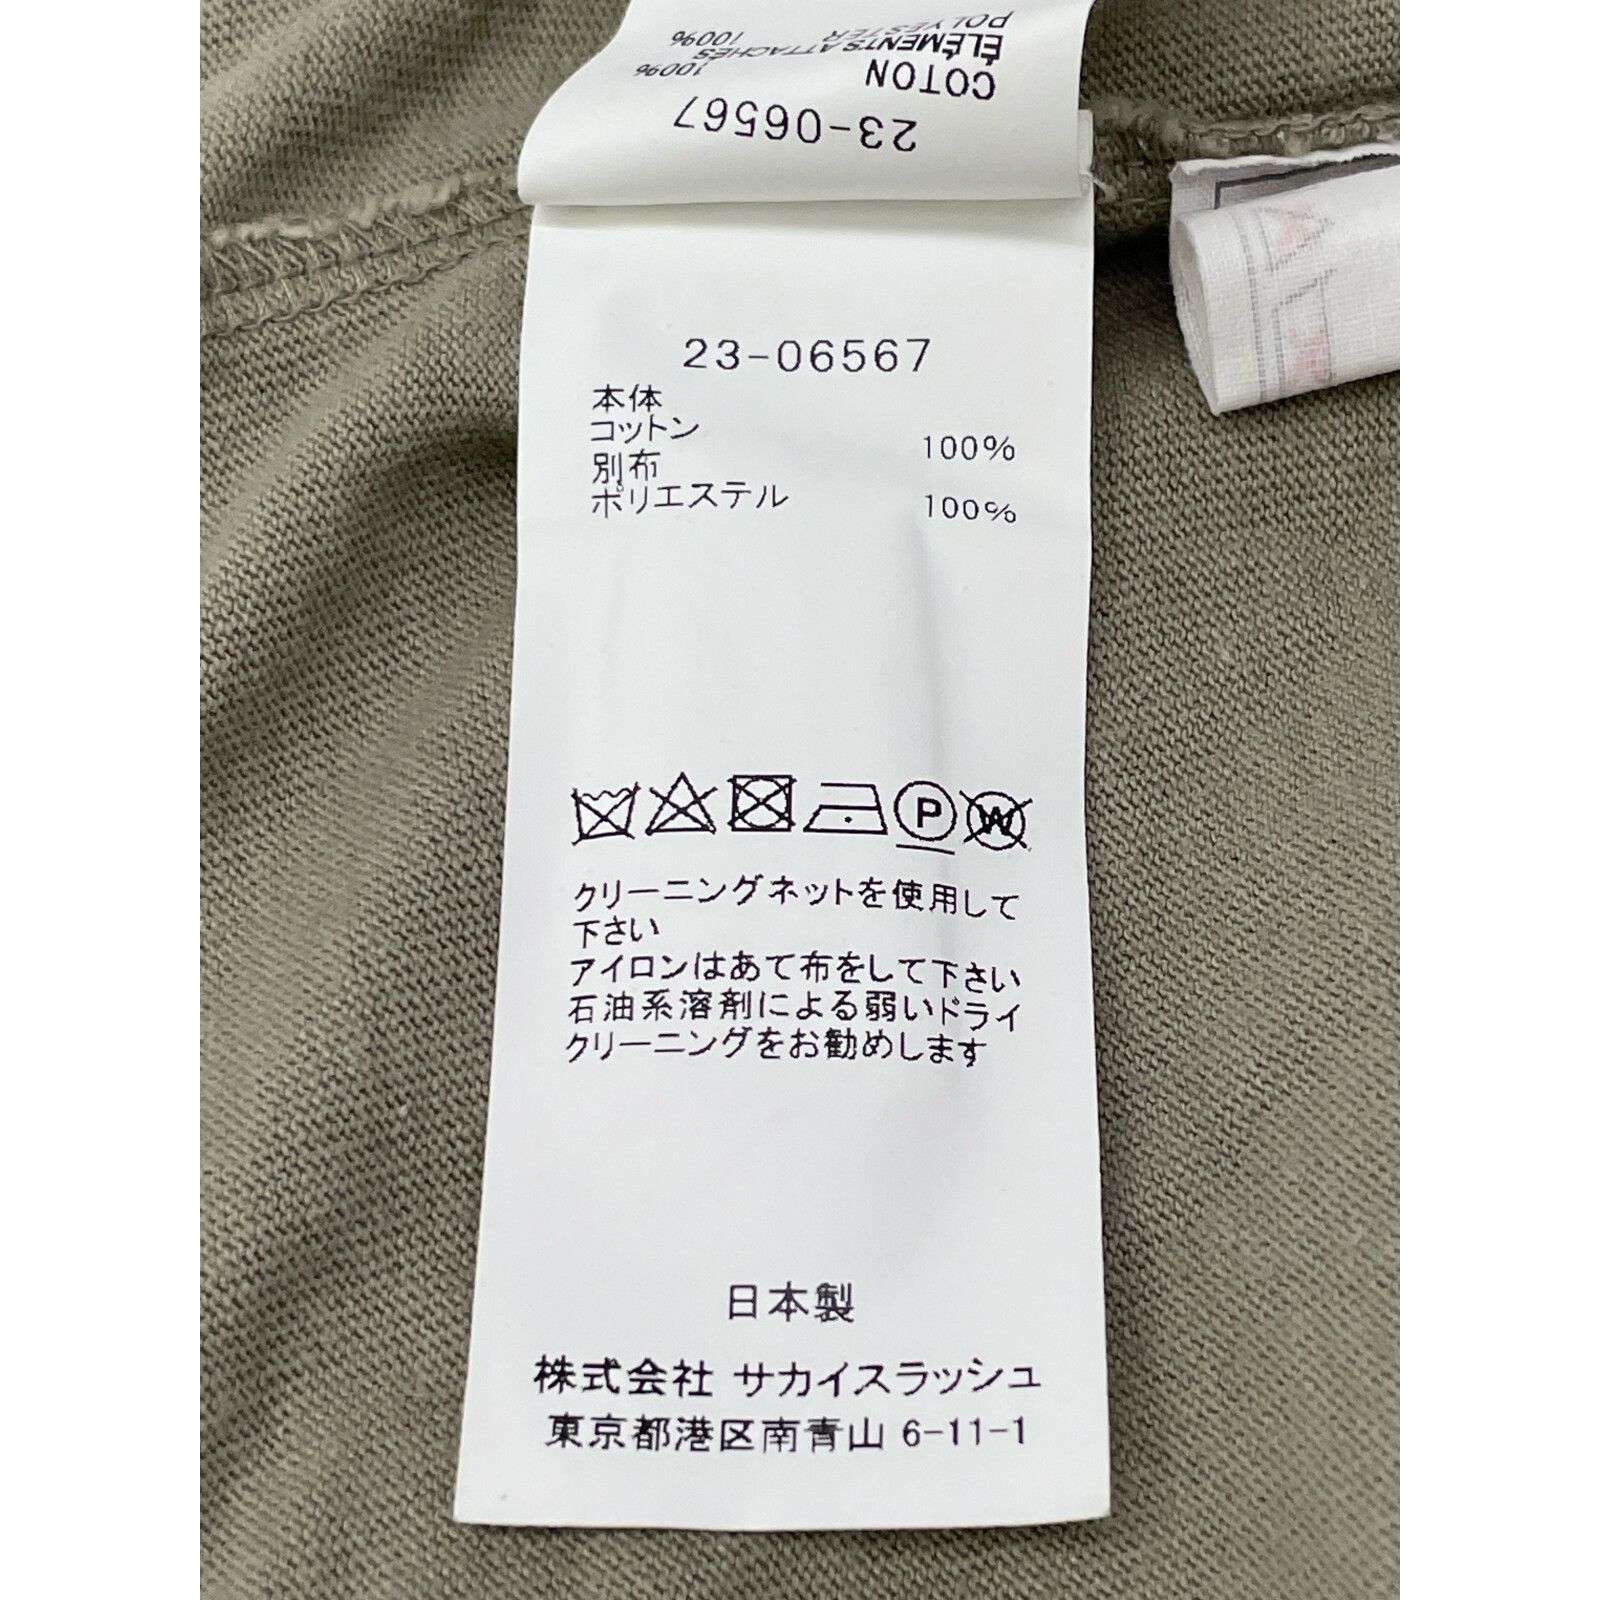 POLYESTER 100%
ÉLÉMENTS ATTACHÉS
COTON 100%
23-06567
23-06567
本体
コットン 100%
別布
ポリエステル 100%
P W
クリーニングネットを使用して
下さい
アイロンはあて布をして下さい
石油系溶剤による弱いドライ
クリーニングをお勧めします
日本製
株式会社 サカイスラッシュ
東京都港区南青山 6-11-1